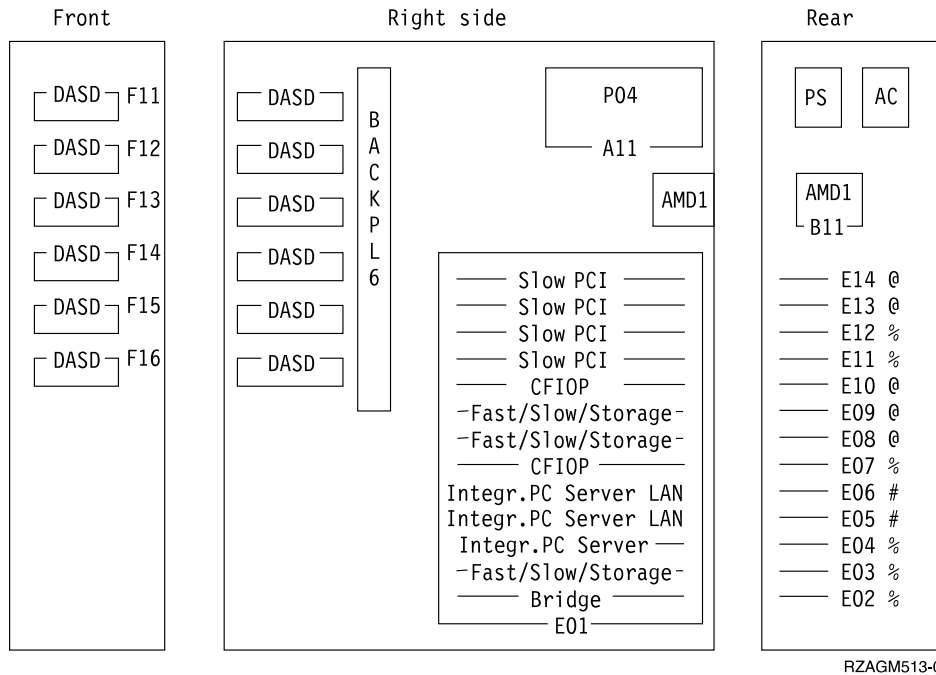 Front
Right side
Rear
DASD F11
DASD F12
DASD F13
DASD F14
DASD F15
DASD F16
DASD
DASD
DASD
DASD
DASD
DASD
B
A
C
K
P
L
6
P04
A11
AMD1
Slow PCI
Slow PCI
Slow PCI
Slow PCI
CFIOP
Fast/Slow/Storage
Fast/Slow/Storage
CFIOP
Integr.PC Server LAN
Integr.PC Server LAN
Integr.PC Server
Fast/Slow/Storage
Bridge
E01
PS
AC
AMD1
B11
E14 @
E13 @
E12 %
E11 %
E10 @
E09 @
E08 @
E07 %
E06 #
E05 #
E04 %
E03 %
E02 %
RZAGM513-0